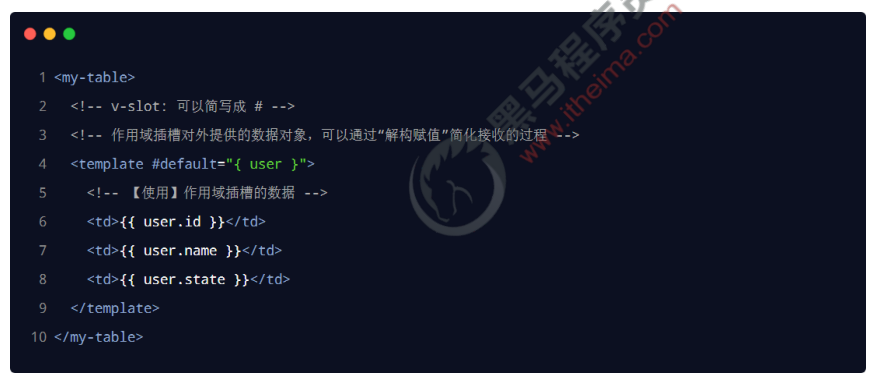 黑马程序员
www.itheima.com
1 <my-table>
2 <!-- v-slot: 可以简写成 # -->
3 <!-- 作用域插槽对外提供的数据对象，可以通过“解构赋值”简化接收的过程 -->
4 <template #default="{ user }">
5 <!-- 【使用】作用域插槽的数据 -->
6 <td>{{ user.id }}</td>
7 <td>{{ user.name }}</td>
8 <td>{{ user.state }}</td>
9 </template>
10 </my-table>